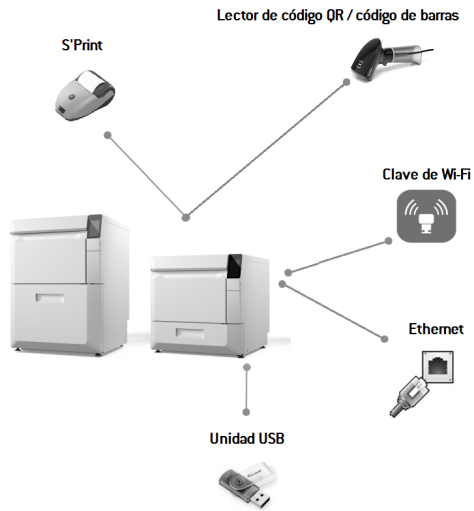 Lector de código QR / código de barras
S'Print
Clave de Wi-Fi
Ethernet
Unidad USB